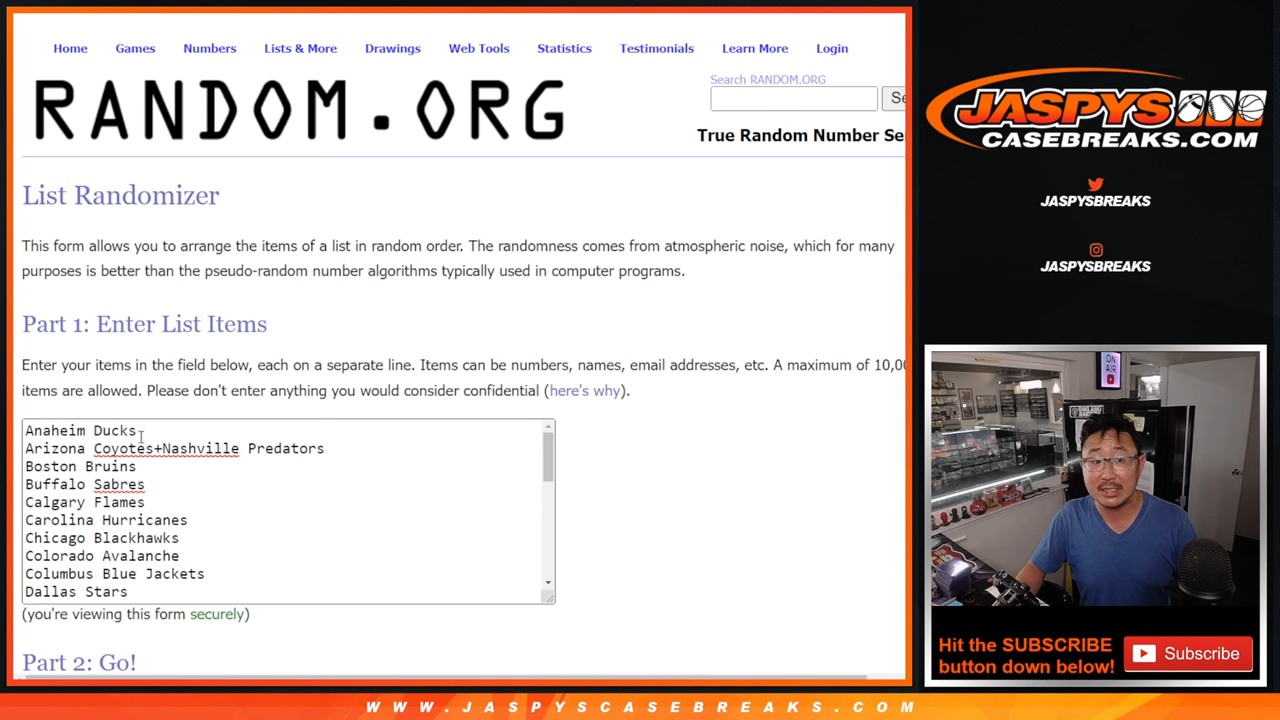 Home Games Numbers Lists & More Drawings Web Tools Statistics Testimonials Learn More Login
RANDOM.ORG
Search RANDOM.ORG
Se
True Random Number Se
List Randomizer
This form allows you to arrange the items of a list in random order. The randomness comes from atmospheric noise, which for many
purposes is better than the pseudo-random number algorithms typically used in computer programs.
Part 1: Enter List Items
Enter your items in the field below, each on a separate line. Items can be numbers, names, email addresses, etc. A maximum of 10,00
items are allowed. Please don't enter anything you would consider confidential (here's why).
Anaheim Ducks
Arizona Coyotes+Nashville Predators
Boston Bruins
Buffalo Sabres
Calgary Flames
Carolina Hurricanes
Chicago Blackhawks
Colorado Avalanche
Columbus Blue Jackets
Dallas Stars
(you're viewing this form securely)
Part 2: Go!
JASPYS
CASEBREAKS.COM
JASPYSBREAKS
JASPYSBREAKS
ON
AIR
Hit the SUBSCRIBE
button down below!
Subscribe
WWW.JASPYSCASEBREAKS.COM